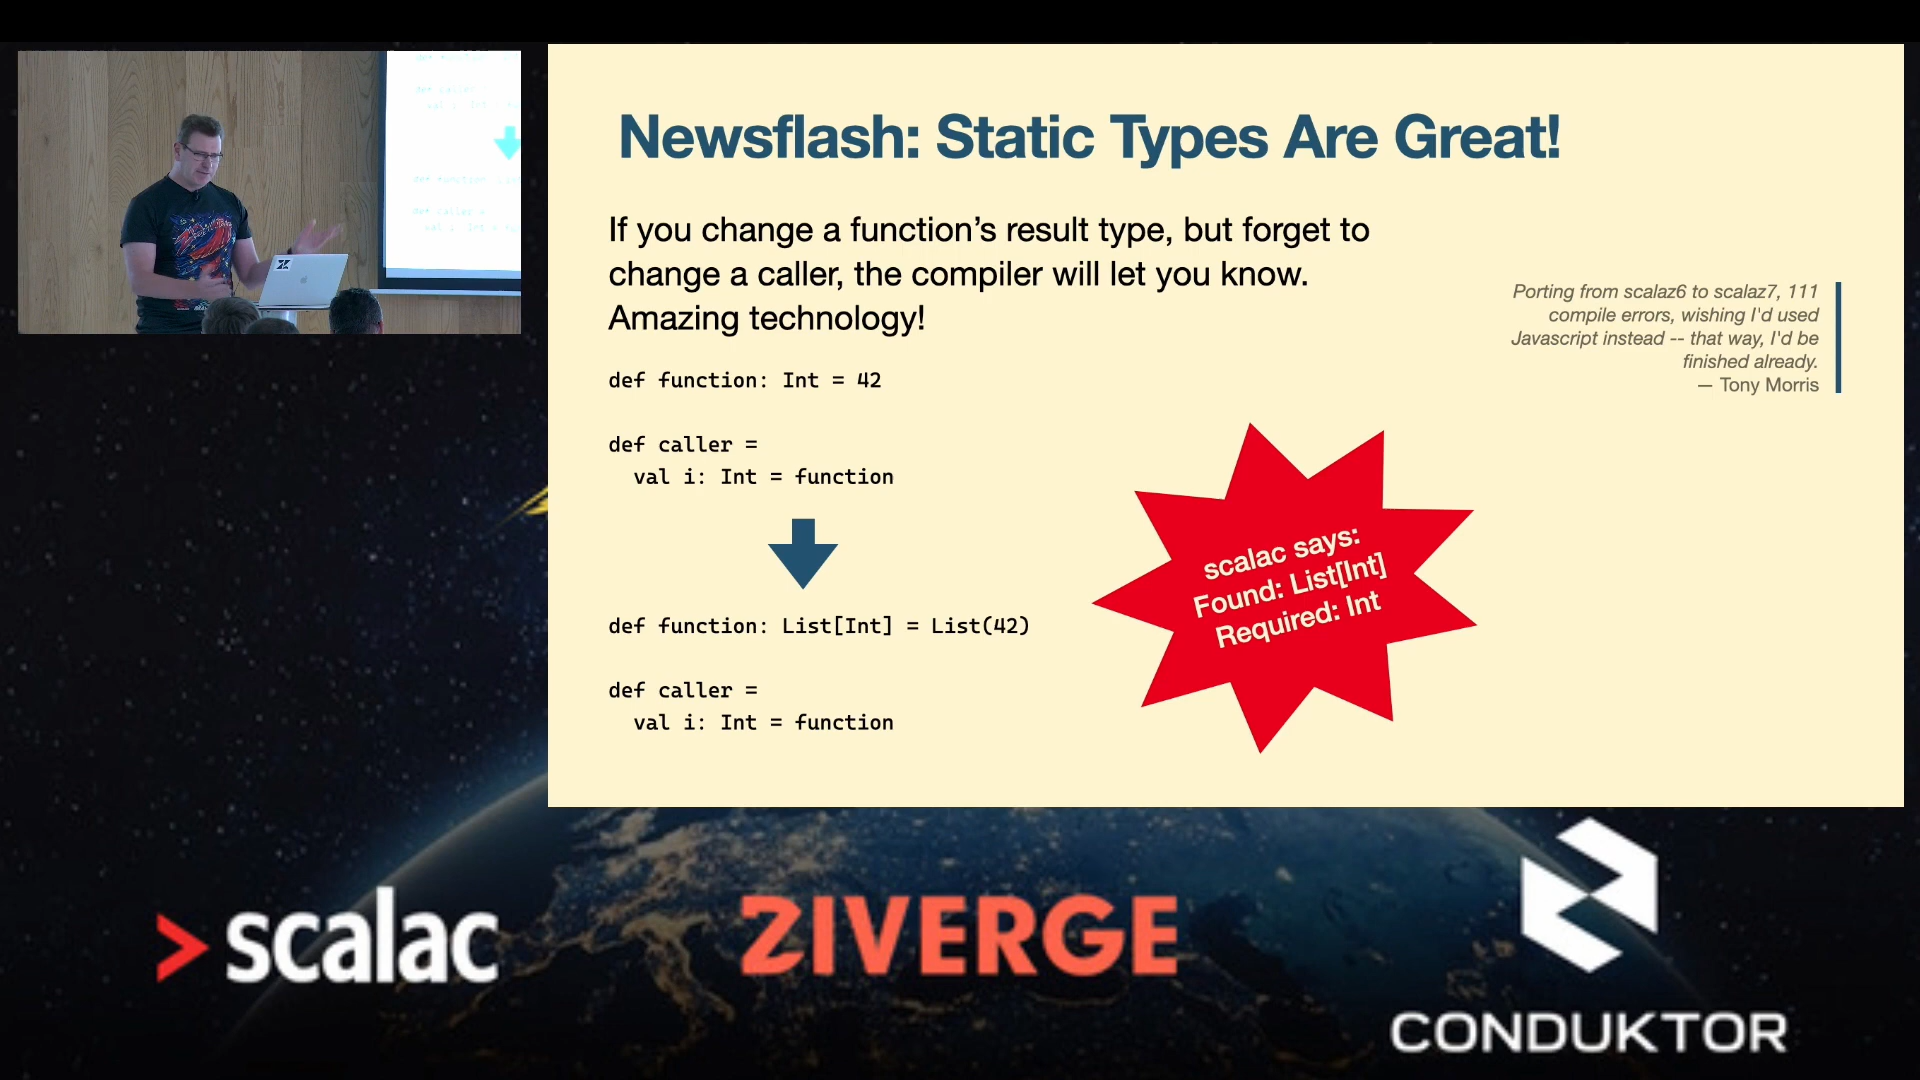 Newsflash: Static Types Are Great!
If you change a function’s result type, but forget to
change a caller, the compiler will let you know.
Amazing technology!
Porting from scalaz6 to scalaz7, 111
compile errors, wishing I'd used
Javascript instead -- that way, I'd be
finished already.
— Tony Morris
def function: Int = 42
def caller =
val i: Int = function
def function: List[Int] = List(42)
def caller =
val i: Int = function
scalac says:
Found: List[Int]
Required: Int
scalac
ZIVERGE
CONDUKTOR